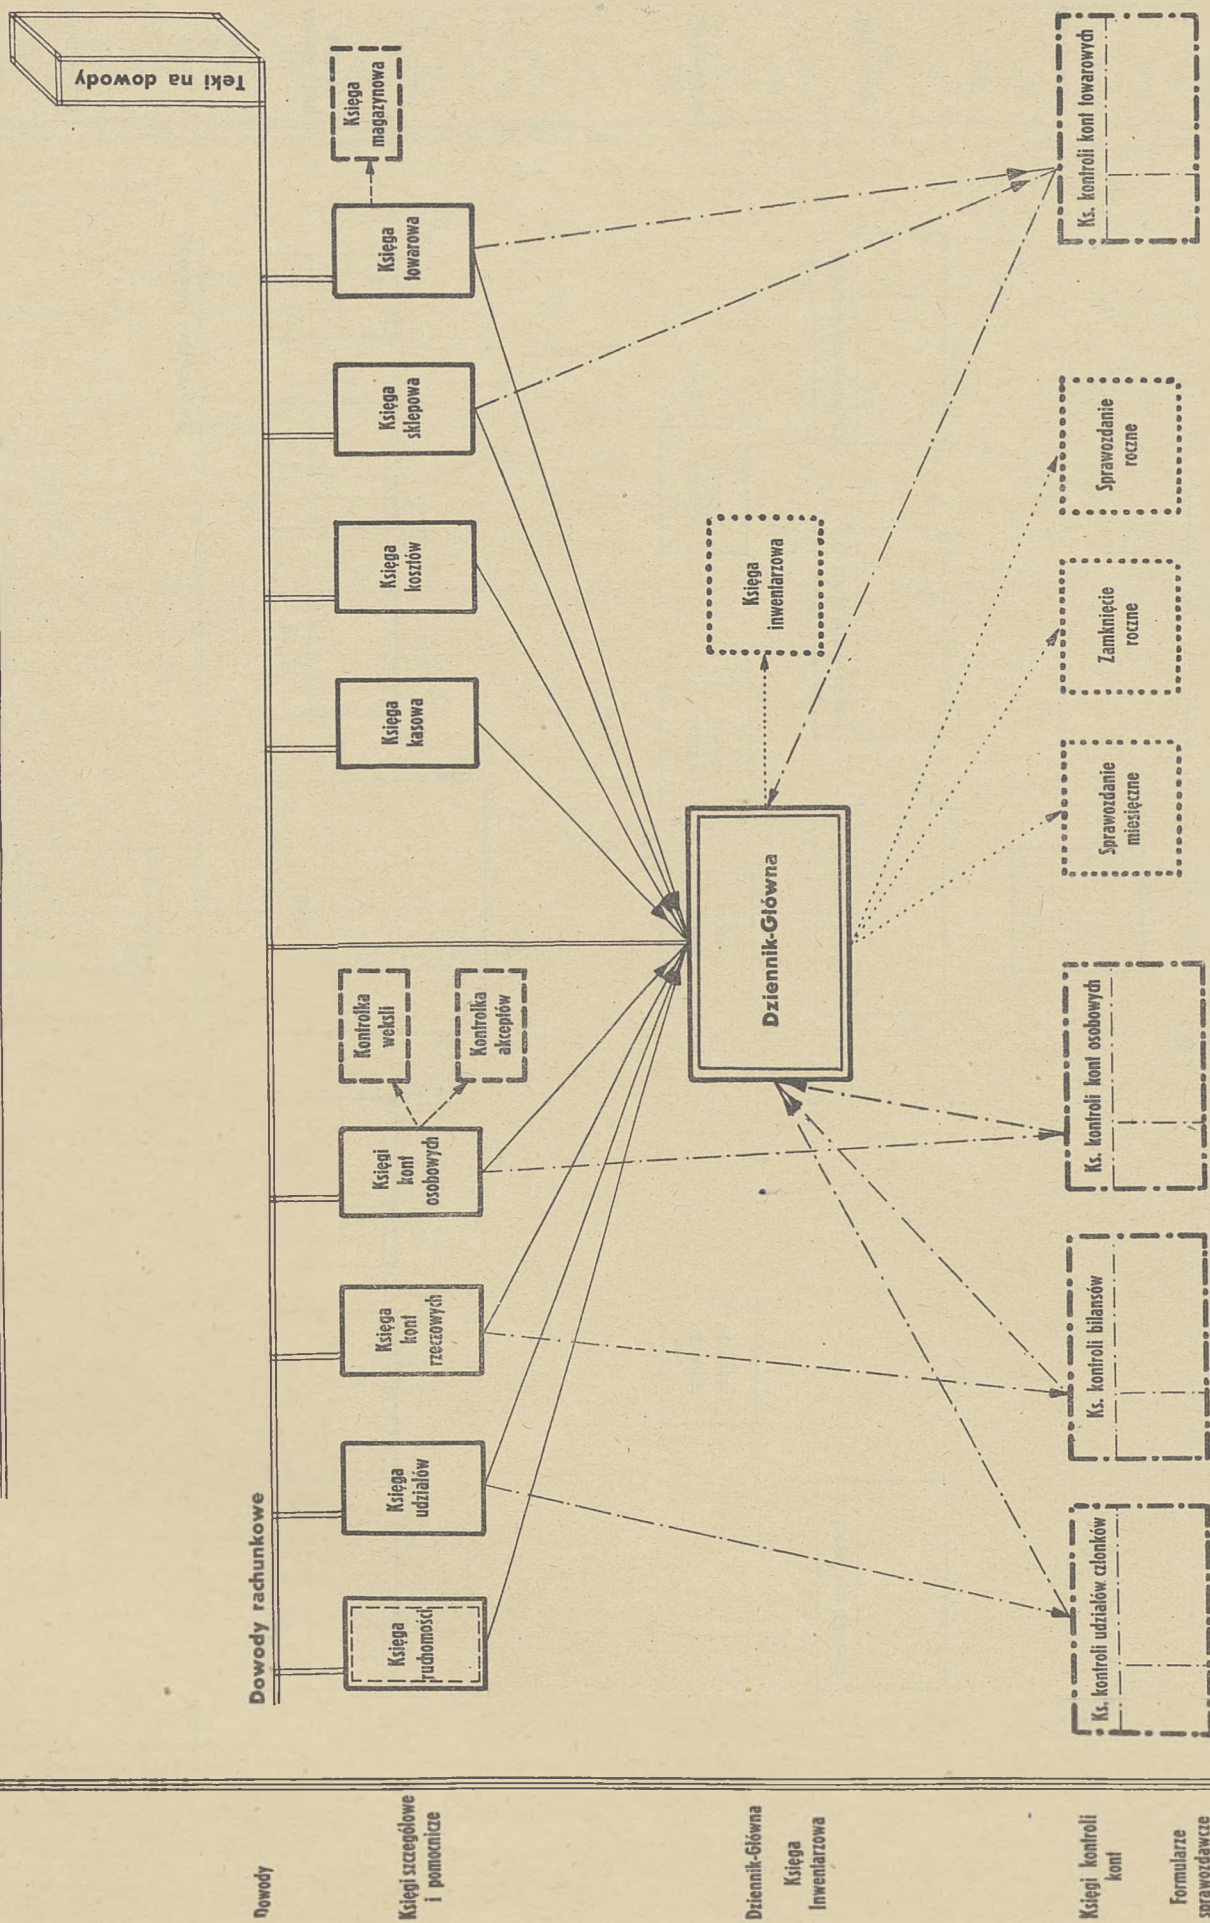 Teki na dowody
Dowody rachunkowe
Dowody
Księgi szczegółowe
i pomocnicze
Księga
ruchomości
Księga
udziałów
Księga
kont
rzeczowych
Księgi
kont
osobowych
Kontrolka
weksli
Kontrolka
akceptów
Księga
kasowa
Księga
kosztów
Księga
sklepowa
Księga
towarowa
Księga
magazynowa
Dziennik-Główna
Księga
Inwentarzowa
Dziennik-Główna
Księga
inwentarzowa
Księgi kontroli
kont
Formularze
sprawozdawcze
Ks. kontroli udziałów członków
Ks. kontroli bilansów
Ks. kontroli kont osobowych
Sprawozdanie
miesięczne
Zamknięcie
roczne
Sprawozdanie
roczne
Ks. kontroli kont towarowych